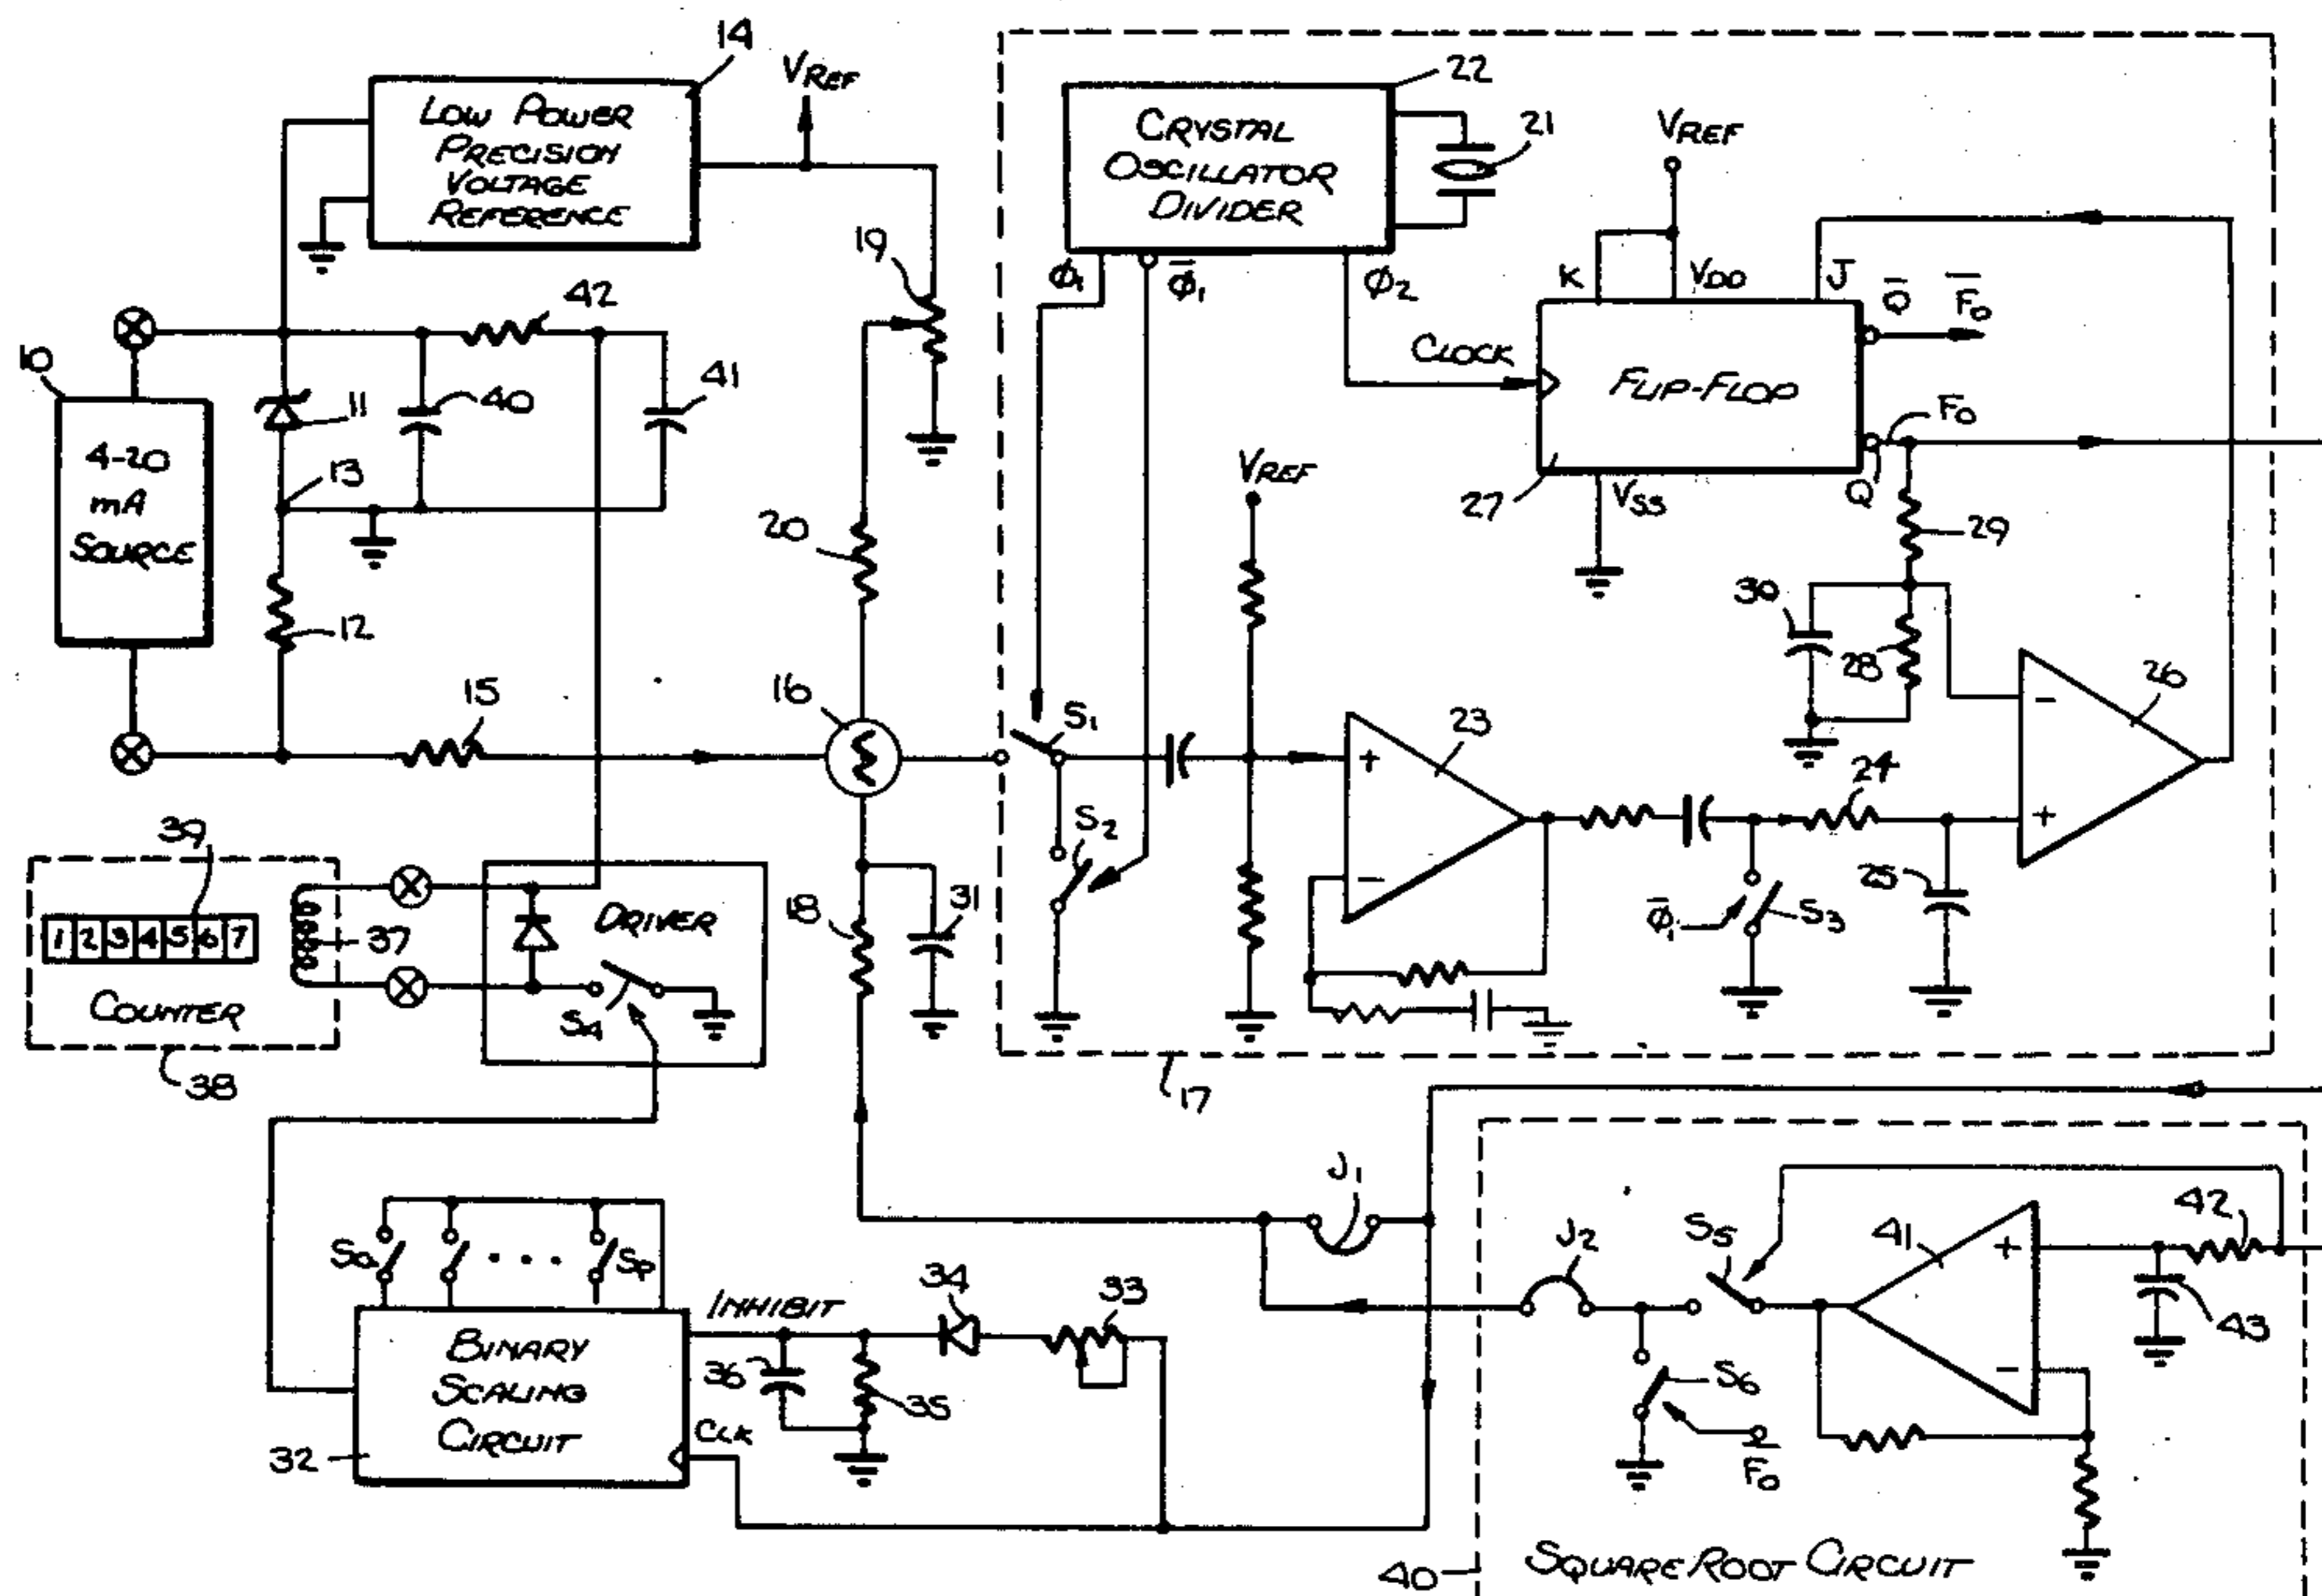 14
VREF
LOW POWER
PRECISION
VOLTAGE
REFERENCE
22
CRYSTAL
OSCILLATOR
DIVIDER
21
VREF
19
42
ϕ1
ϕ̅1
ϕ2
K
VDD
J
Q̅
F̅0
10
11
40
41
CLOCK
FLIP-FLOP
F0
4-20
mA
SOURCE
13
VREF
27
VSS
Q
20
29
12
30
28
15
16
S1
23
26
24
S2
39
25
18
31
DRIVER
1 2 3 4 5 6 7
37
ϕ̅1
S3
COUNTER
S4
38
17
J1
42
Sa
Sp
J2
S5
41
+
-
34
33
INHIBIT
BINARY
SCALING
CIRCUIT
36
35
S6
43
CLK
32
F̅0
40
SQUARE ROOT CIRCUIT